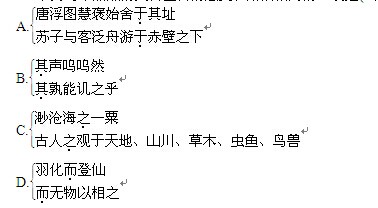 A. 唐浮图慧褒始舍于其址
苏子与客泛舟游于赤壁之下
B. 其声呜呜然
其孰能讥之乎
C. 渺沧海之一粟
古人之观于天地、山川、草木、虫鱼、鸟兽
D. 羽化而登仙
而无物以相之